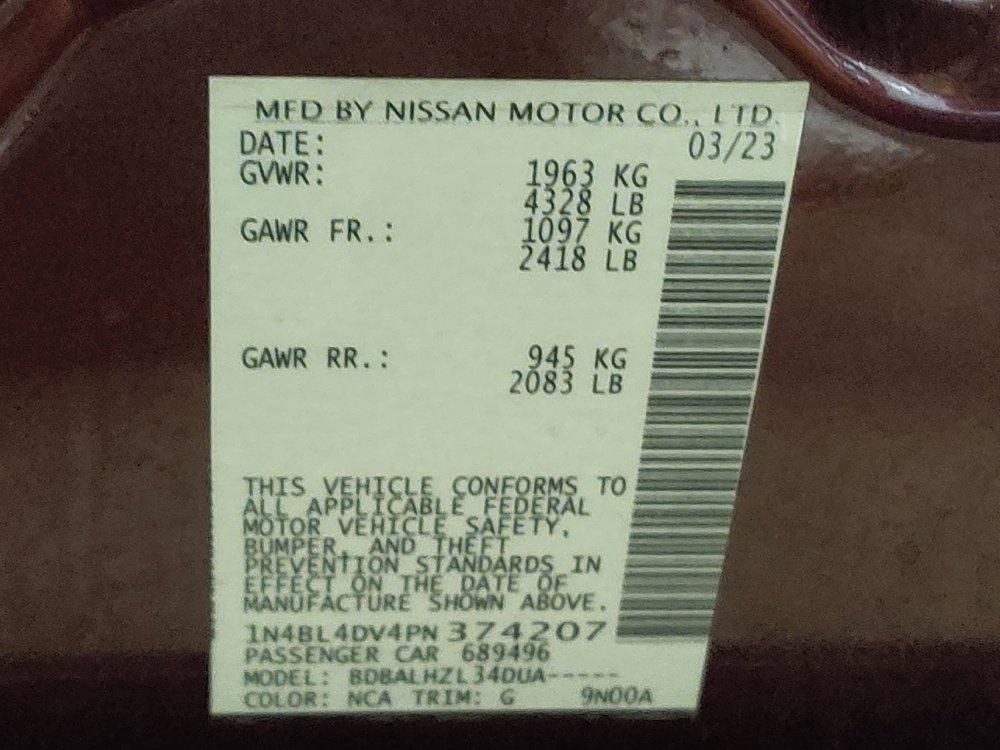 MFD BY NISSAN MOTOR CO., LTD.
DATE: 03/23
GVWR: 1963 KG
4328 LB
GAWR FR.: 1097 KG
2418 LB
GAWR RR.: 945 KG
2083 LB
THIS VEHICLE CONFORMS TO
ALL APPLICABLE FEDERAL
MOTOR VEHICLE SAFETY,
BUMPER, AND THEFT
PREVENTION STANDARDS IN
EFFECT ON THE DATE OF
MANUFACTURE SHOWN ABOVE.
1N4BL4DV4PN374207
PASSENGER CAR 689496
MODEL: BDBALHZL34DUA-----
COLOR: NCA TRIM: G 9N00A